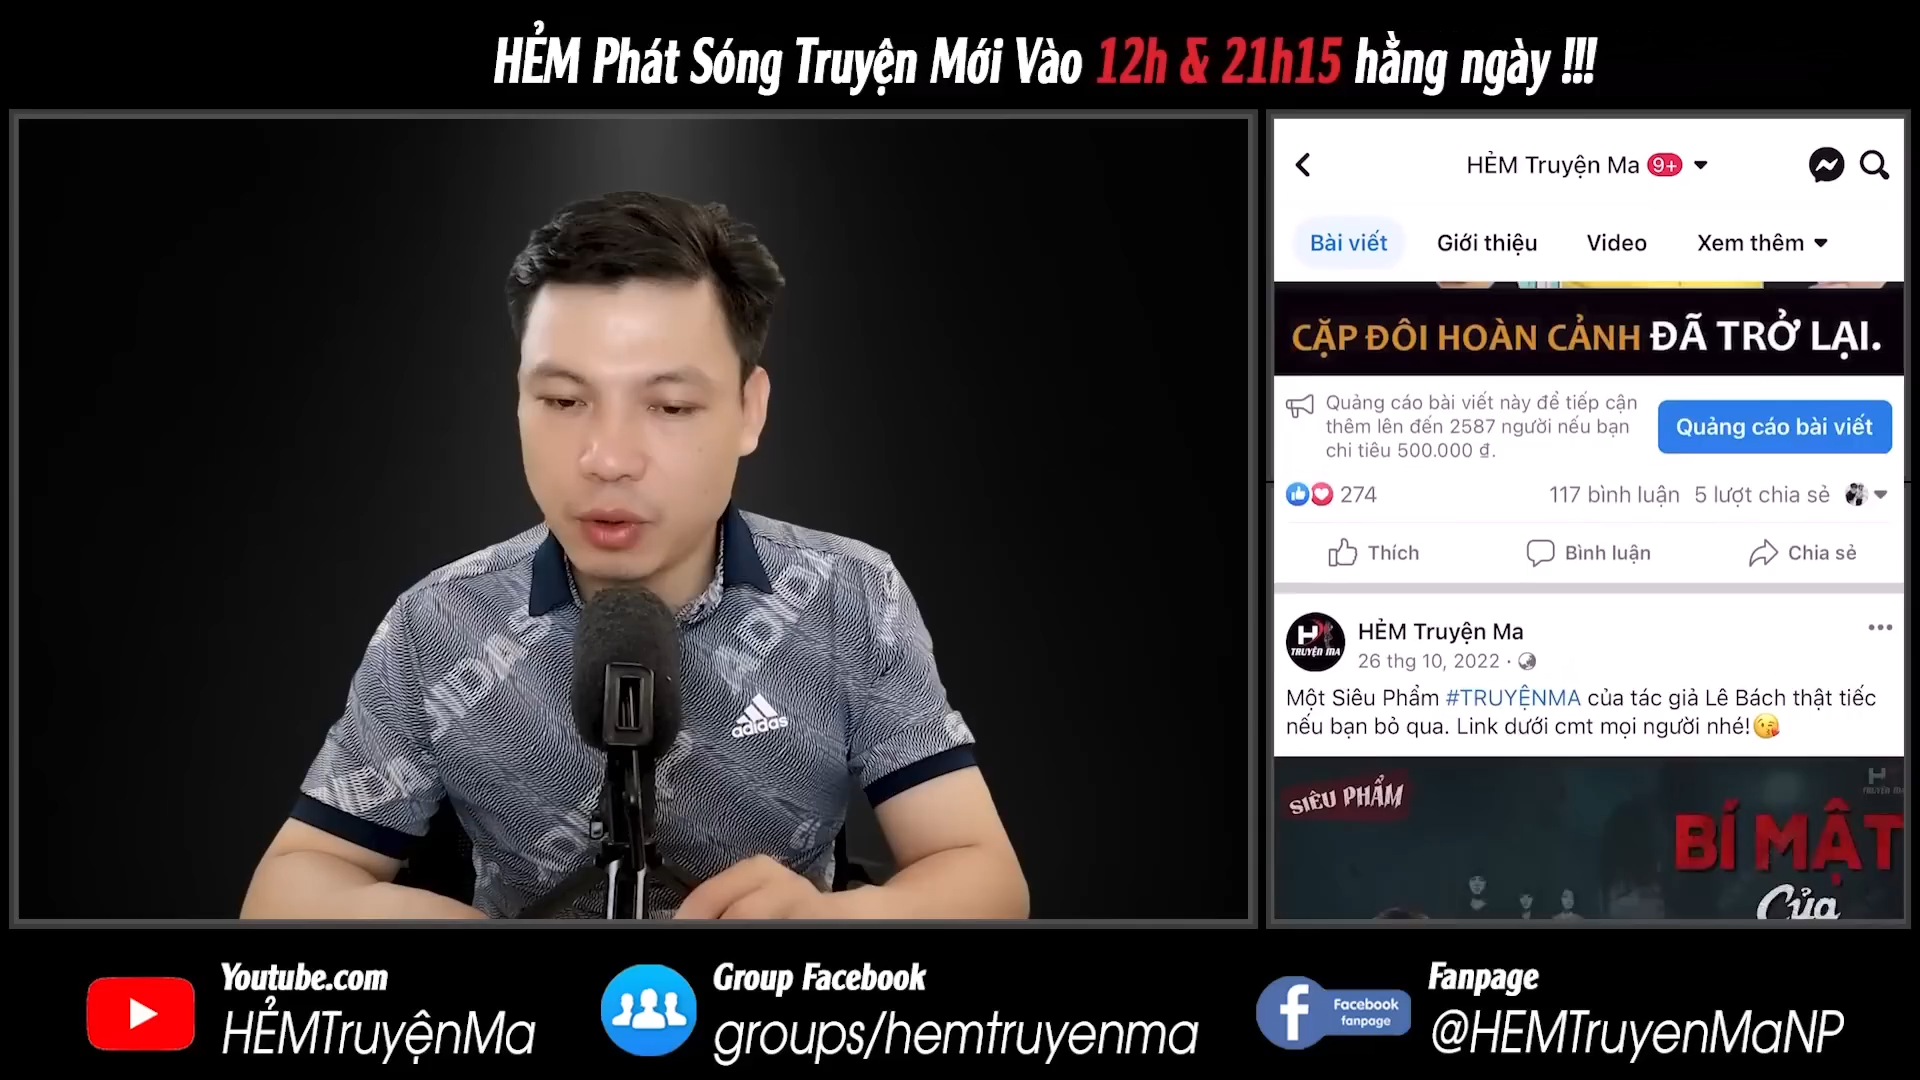 HẺM Phát Sóng Truyện Mới Vào 12h & 21h15 hằng ngày !!!
adidas
HẺM Truyện Ma 9+
Bài viết Giới thiệu Video Xem thêm
CẶP ĐÔI HOÀN CẢNH ĐÃ TRỞ LẠI.
Quảng cáo bài viết này để tiếp cận
thêm lên đến 2587 người nếu bạn
chi tiêu 500.000 ₫.
Quảng cáo bài viết
274 117 bình luận 5 lượt chia sẻ
Thích Bình luận Chia sẻ
H
TRUYỆN MA
HẺM Truyện Ma
26 thg 10, 2022 ·
Một Siêu Phẩm #TRUYỆNMA của tác giả Lê Bách thật tiếc
nếu bạn bỏ qua. Link dưới cmt mọi người nhé!😘
SIÊU PHẨM
BÍ MẬT
Của
Youtube.com
HẺMTruyệnMa
Group Facebook
groups/hemtruyenma
Facebook
fanpage
Fanpage
@HEMTruyenMaNP